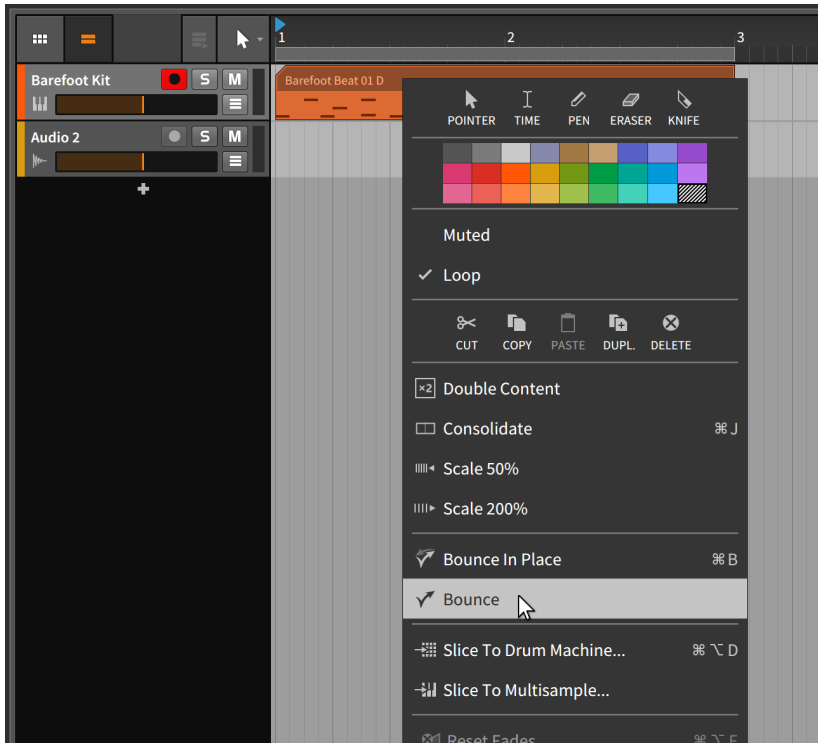 1 2 3
Barefoot Kit S M
Barefoot Beat 01 D
Audio 2 S M
POINTER TIME PEN ERASER KNIFE
Muted
Loop
CUT COPY PASTE DUPL. DELETE
×2 Double Content
Consolidate ⌘ J
Scale 50%
Scale 200%
Bounce In Place ⌘ B
Bounce
Slice To Drum Machine... ⌘ ⌥ D
Slice To Multisample...
Reset Fades ⌘ ⌥ F